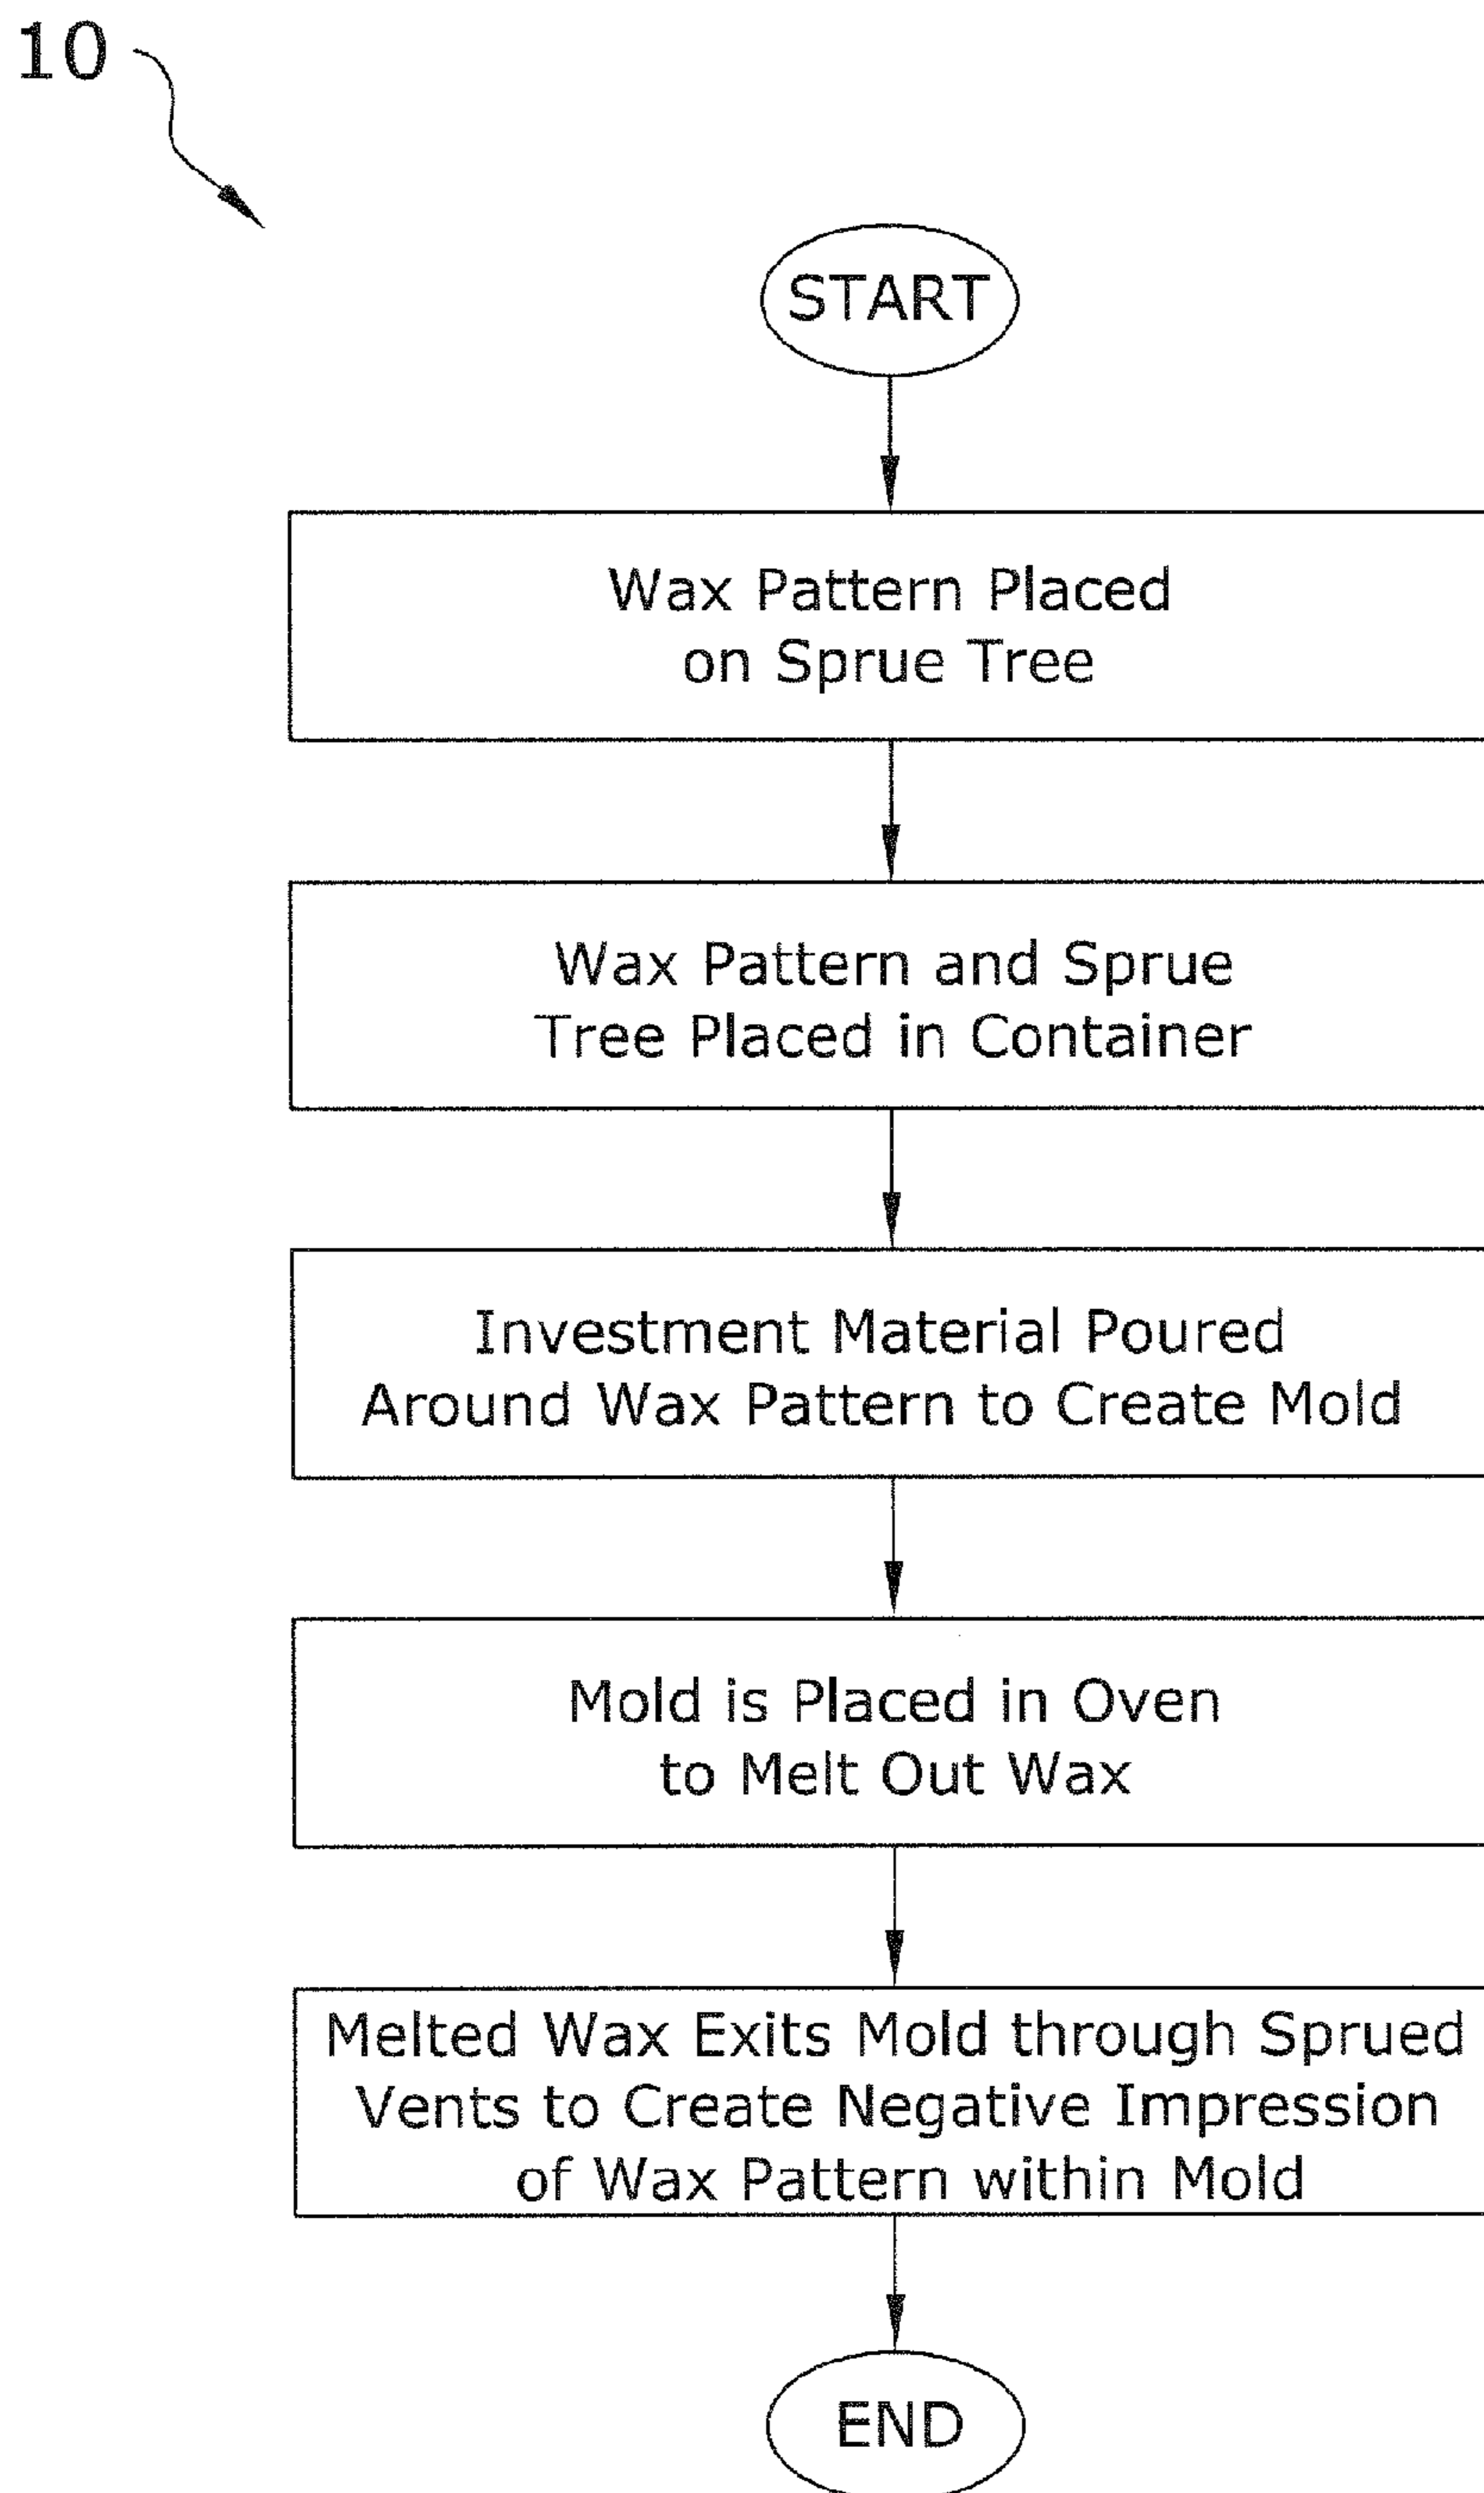 10
START
Wax Pattern Placed
on Sprue Tree
Wax Pattern and Sprue
Tree Placed in Container
Investment Material Poured
Around Wax Pattern to Create Mold
Mold is Placed in Oven
to Melt Out Wax
Melted Wax Exits Mold through Sprued
Vents to Create Negative Impression
of Wax Pattern within Mold
END